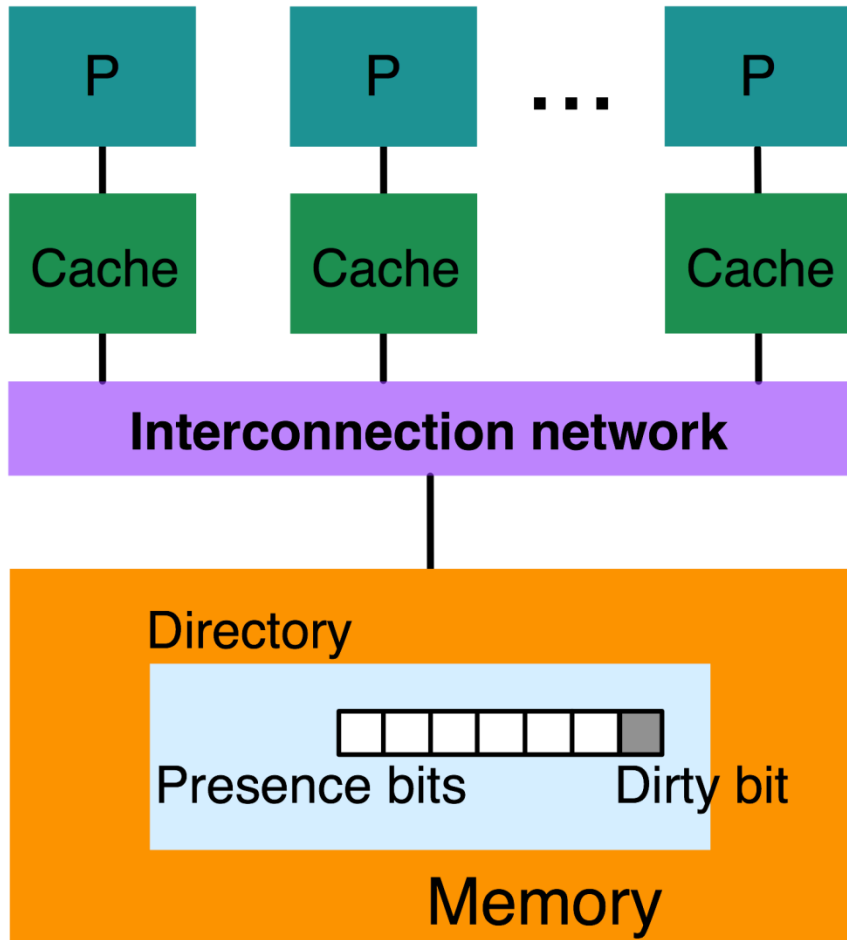 P P ... P
Cache Cache Cache
Interconnection network
Directory
Presence bits Dirty bit
Memory